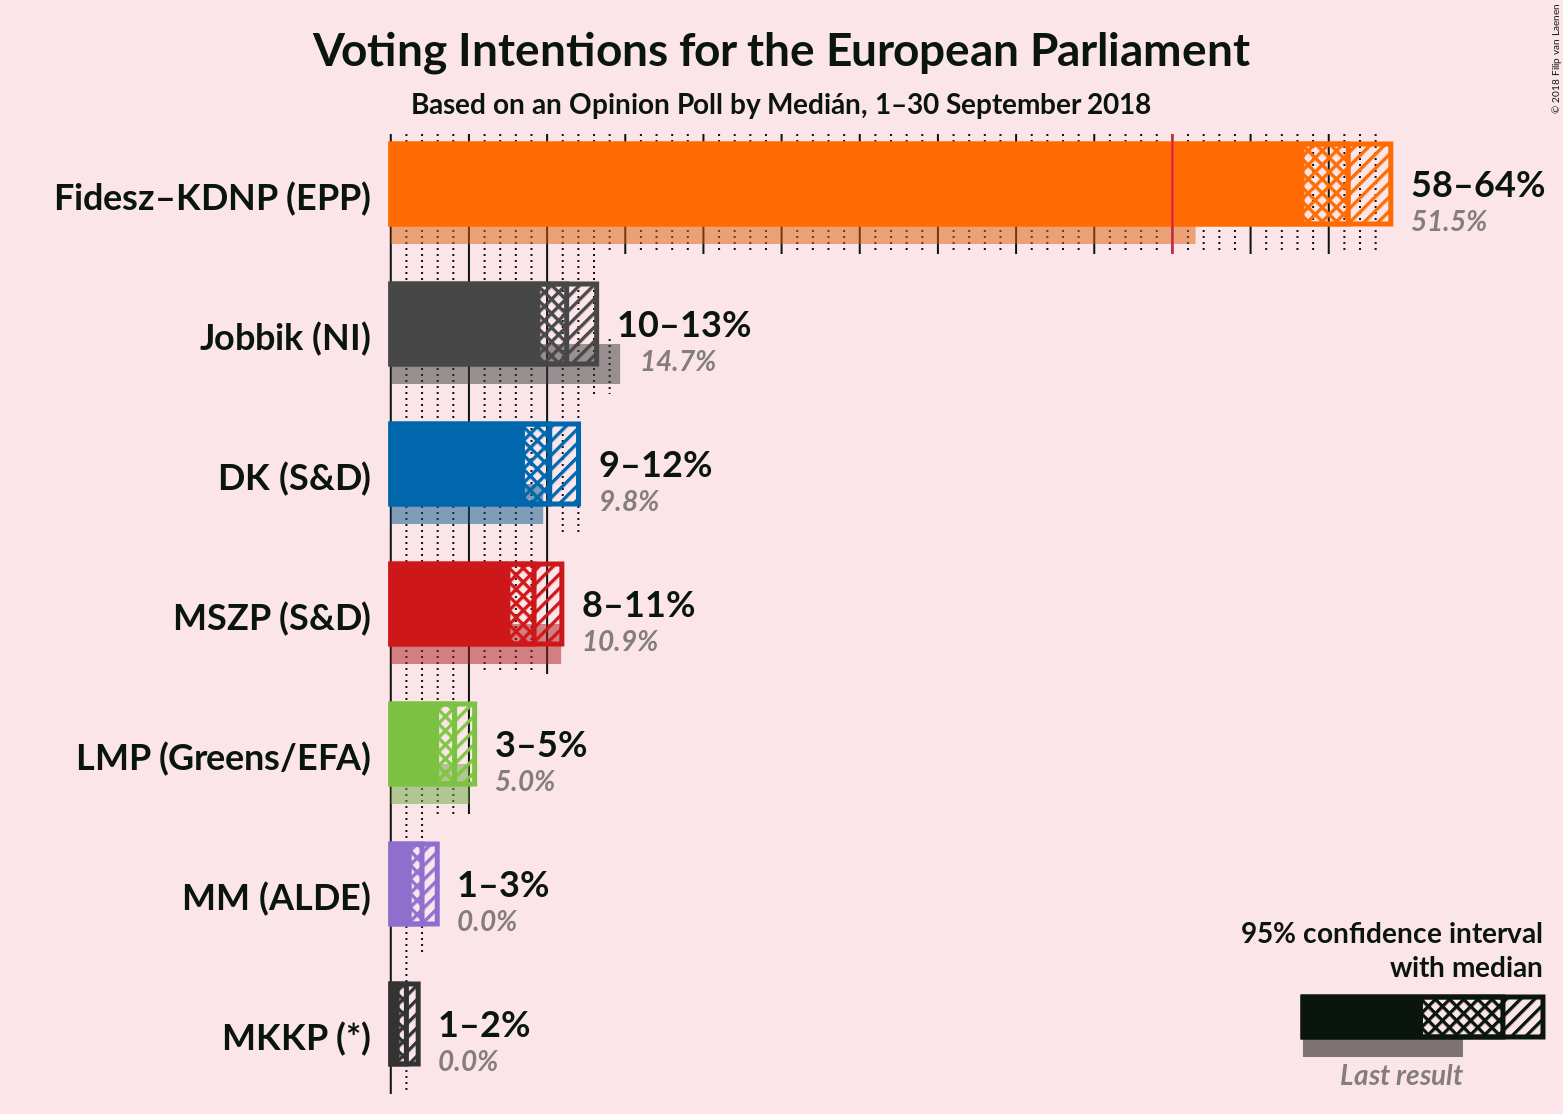 Voting Intentions for the European Parliament
Based on an Opinion Poll by Medián, 1–30 September 2018
© 2018 Filip van Laenen
Fidesz–KDNP (EPP)
58–64%
51.5%
Jobbik (NI)
10–13%
14.7%
DK (S&D)
9–12%
9.8%
MSZP (S&D)
8–11%
10.9%
LMP (Greens/EFA)
3–5%
5.0%
MM (ALDE)
1–3%
0.0%
MKKP (*)
1–2%
0.0%
95% confidence interval
with median
Last result